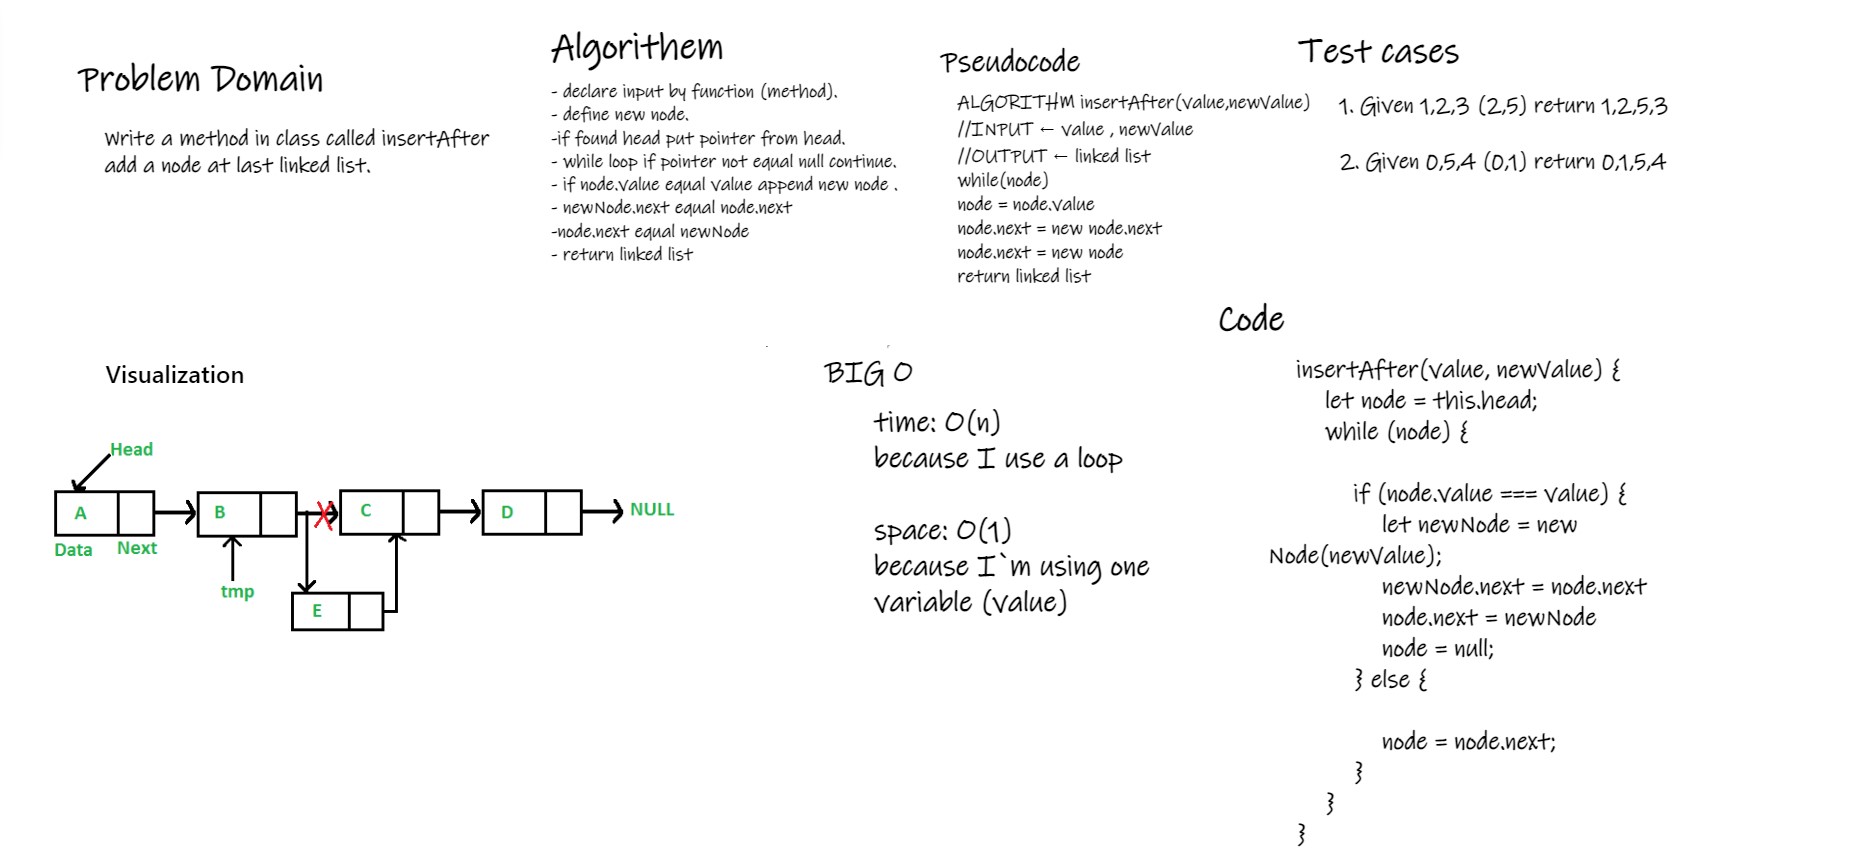 Problem Domain
Write a method in class called insertAfter
add a node at last linked list.
Algorithem
- declare input by function (method).
- define new node.
-if found head put pointer from head.
- while loop if pointer not equal null continue.
- if node.value equal value append new node .
- newNode.next equal node.next
-node.next equal newNode
- return linked list
Pseudocode
ALGORITHM insertAfter(value,newValue)
//INPUT ← value , newValue
//OUTPUT ← linked list
while(node)
node = node.value
node.next = new node.next
node.next = new node
return linked list
Test cases
1. Given 1,2,3 (2,5) return 1,2,5,3
2. Given 0,5,4 (0,1) return 0,1,5,4
Visualization
Head
A
B
C
D
NULL
Data
Next
tmp
E
BIG O
time: O(n)
because I use a loop
space: O(1)
because I`m using one
variable (value)
Code
insertAfter(value, newValue) {
let node = this.head;
while (node) {
if (node.value === value) {
let newNode = new
Node(newValue);
newNode.next = node.next
node.next = newNode
node = null;
} else {
node = node.next;
}
}
}